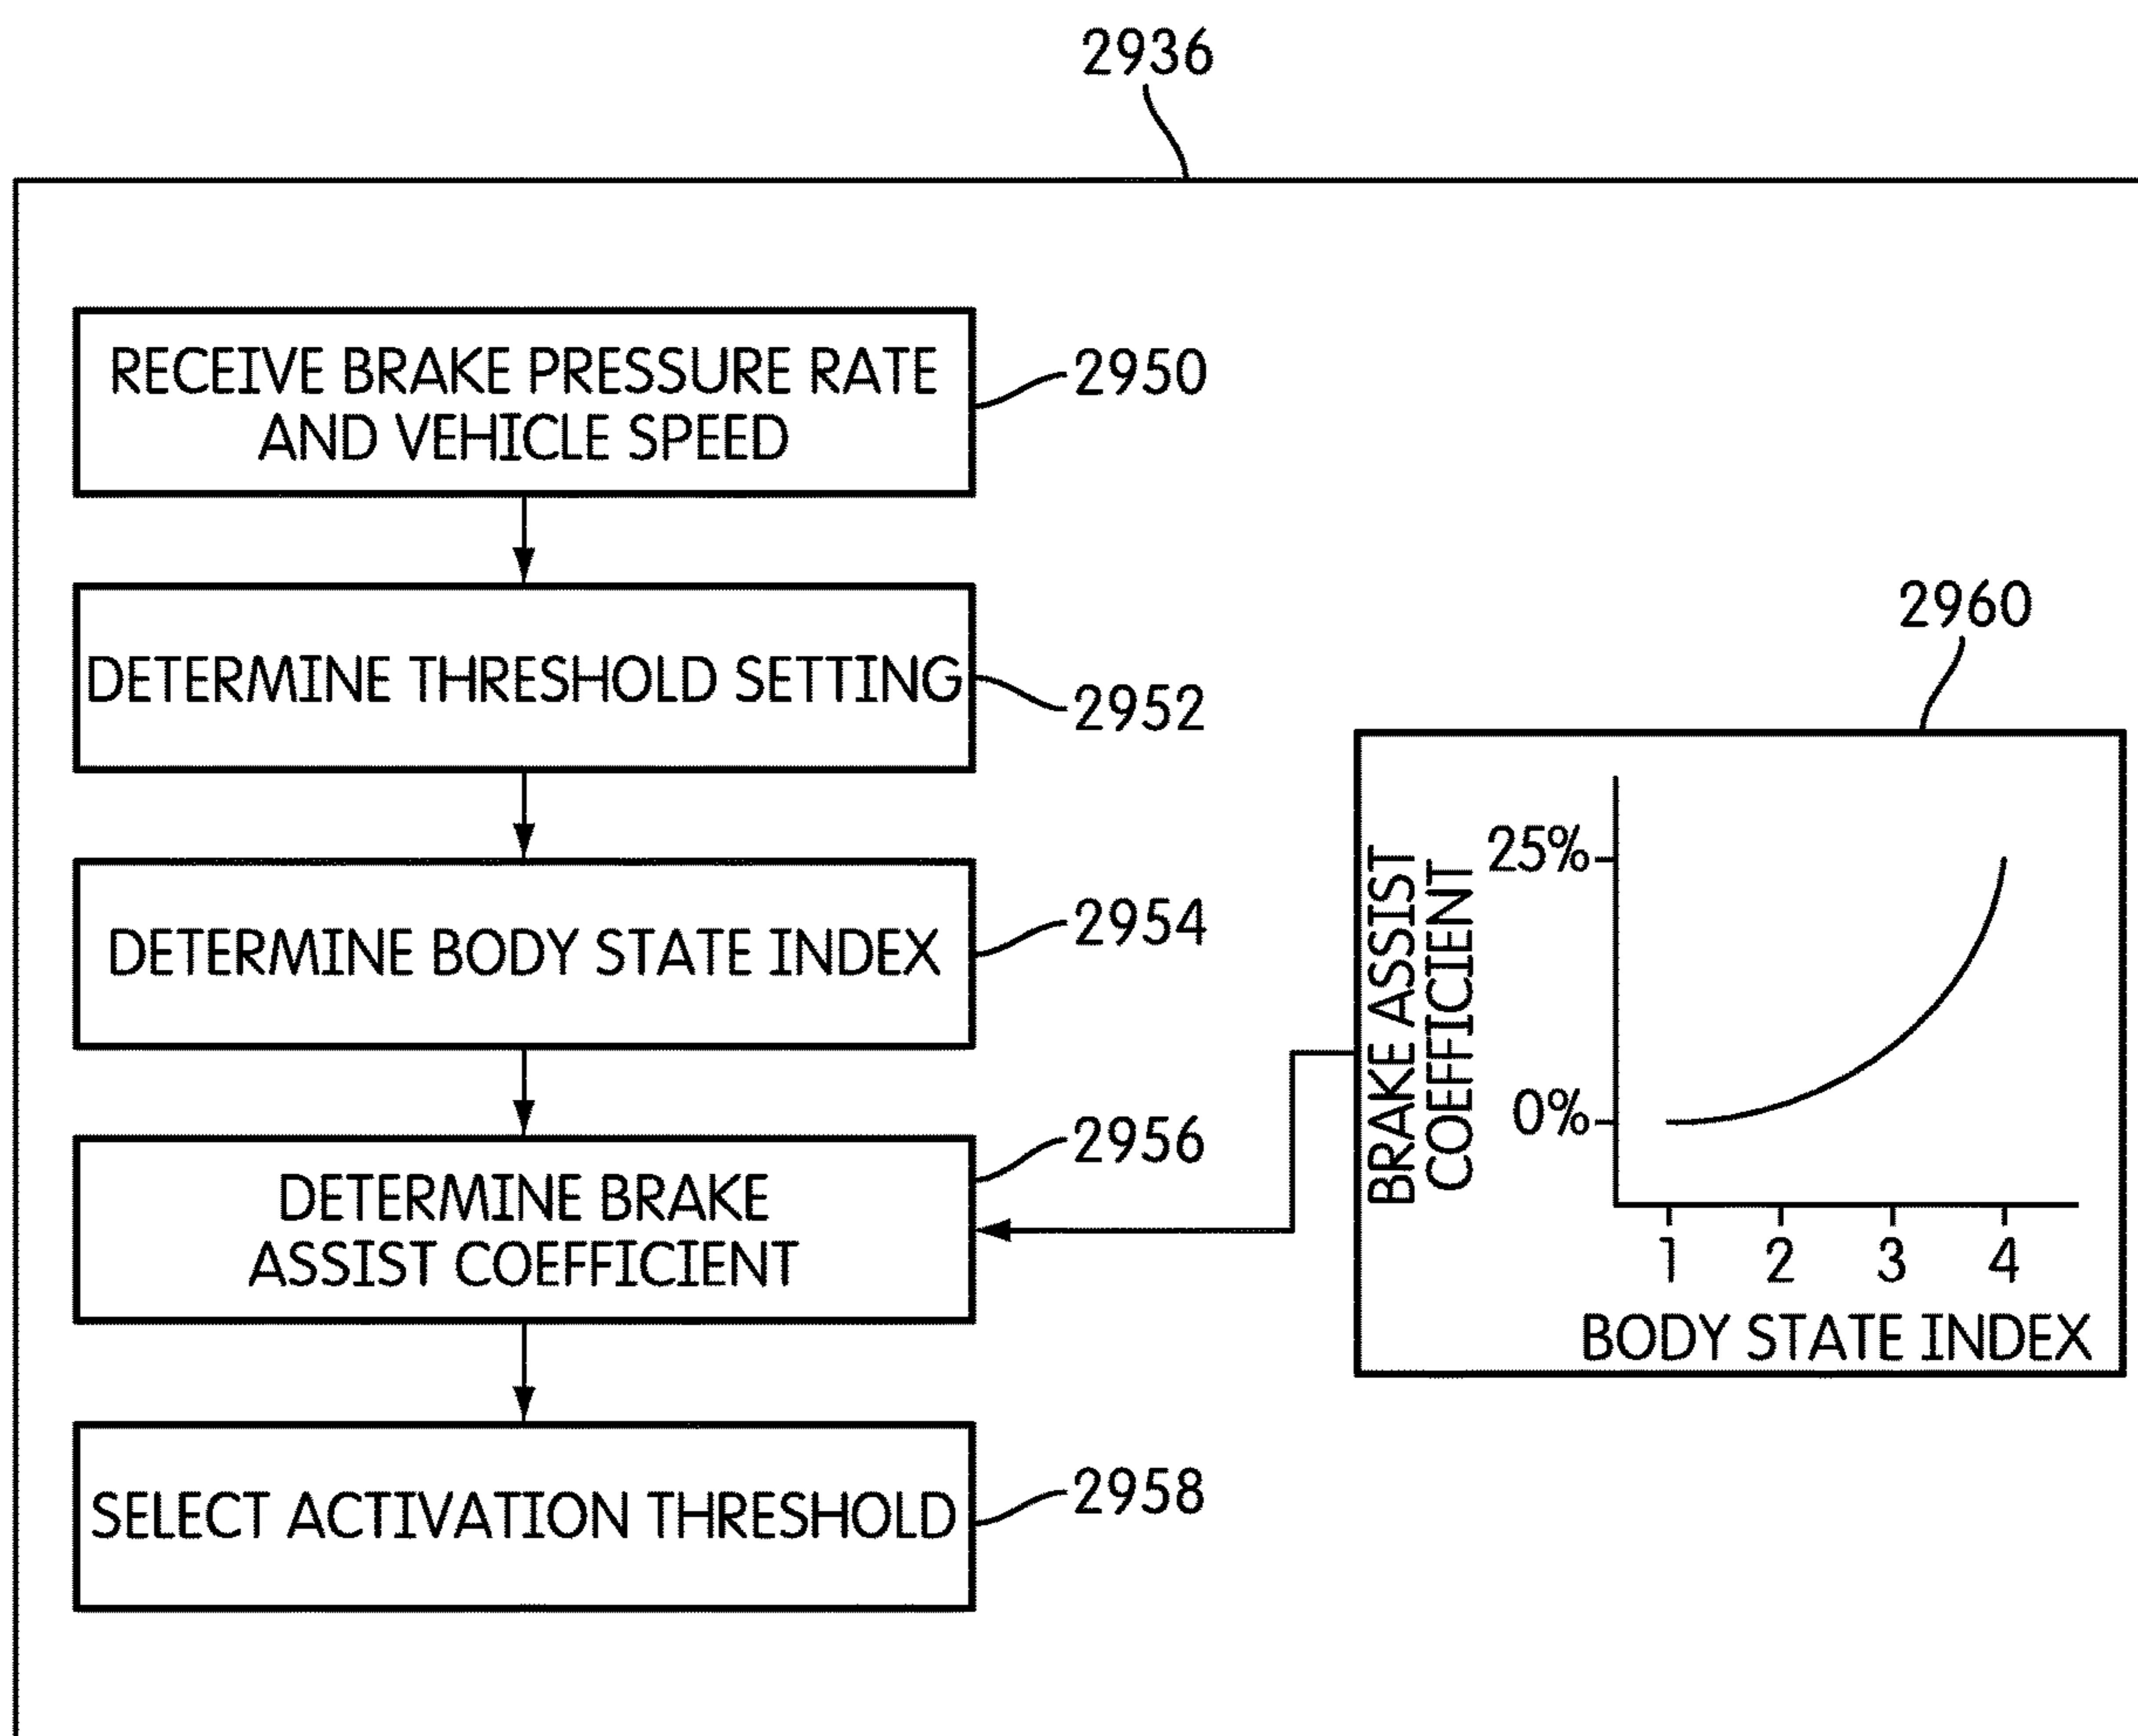 2936
RECEIVE BRAKE PRESSURE RATE
AND VEHICLE SPEED
2950
DETERMINE THRESHOLD SETTING
2952
DETERMINE BODY STATE INDEX
2954
DETERMINE BRAKE
ASSIST COEFFICIENT
2956
SELECT ACTIVATION THRESHOLD
2958
2960
BRAKE ASSIST
COEFFICIENT
25%
0%
1 2 3 4
BODY STATE INDEX